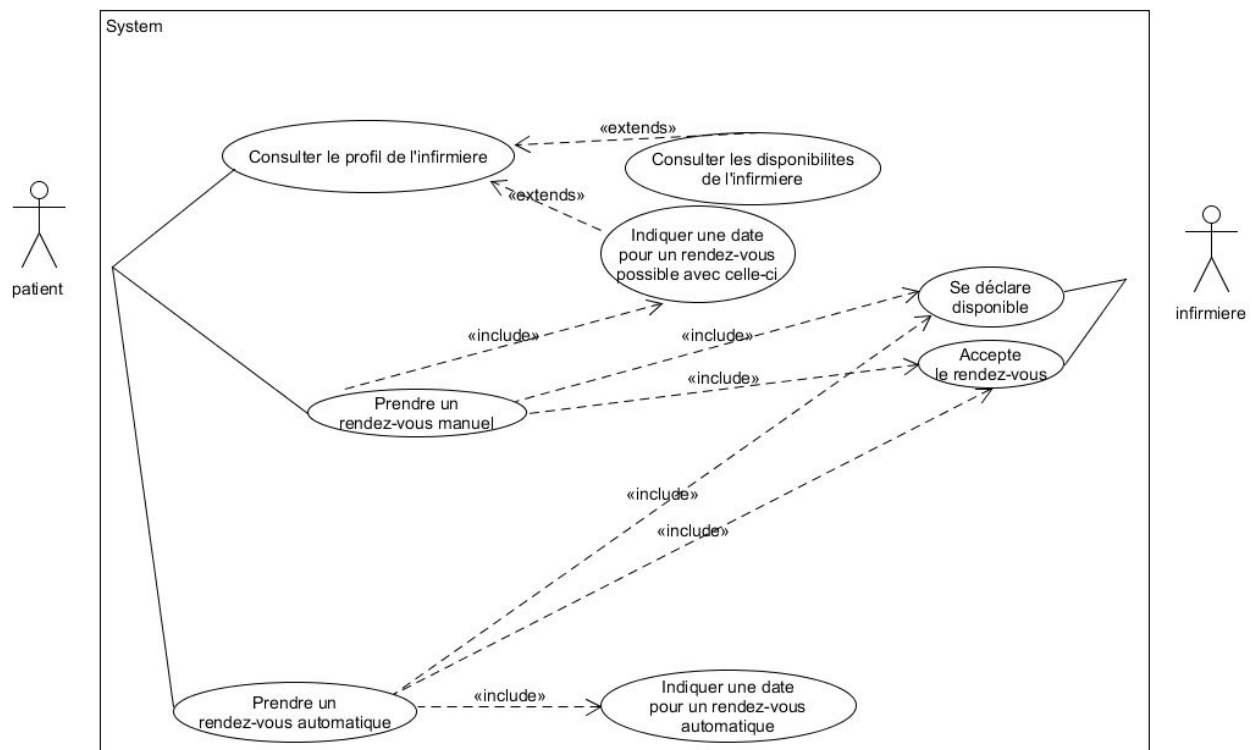 System
«extends»
Consulter le profil de l'infirmiere
Consulter les disponibilites
de l'infirmiere
«extends»
Indiquer une date
pour un rendez-vous
possible avec celle-ci
patient
Se déclare
disponible
infirmiere
«include»
«include»
Accepte
le rendez-vous
«include»
Prendre un
rendez-vous manuel
«include»
«include»
Prendre un
rendez-vous automatique
«include»
Indiquer une date
pour un rendez-vous
automatique